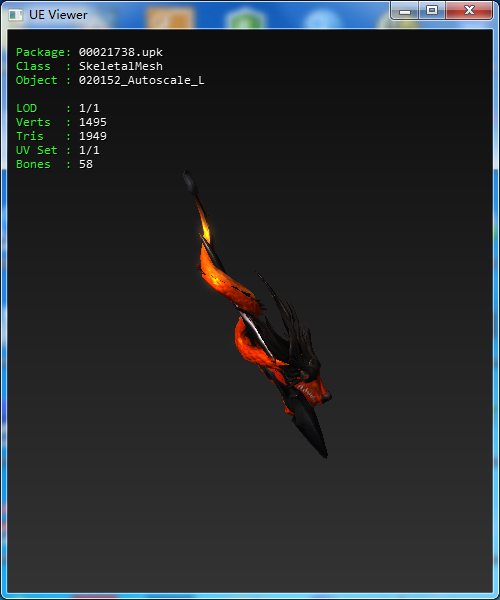 UE Viewer
Package: 00021738.upk
Class : SkeletalMesh
Object : 020152_Autoscale_L
LOD : 1/1
Verts : 1495
Tris : 1949
UV Set : 1/1
Bones : 58